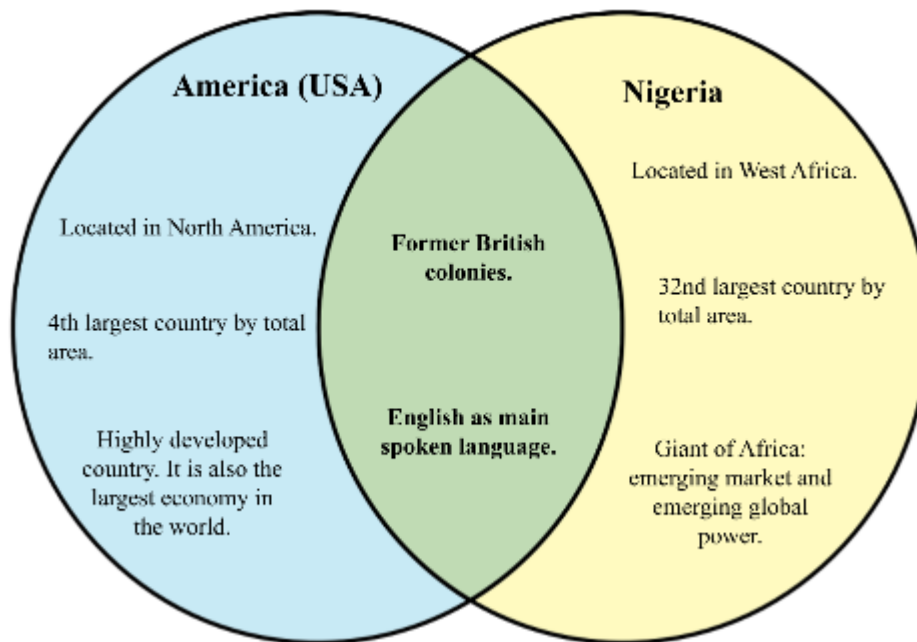 America (USA)
Located in North America.
4th largest country by total
area.
Highly developed
country. It is also the
largest economy in
the world.
Former British
colonies.
English as main
spoken language.
Nigeria
Located in West Africa.
32nd largest country by
total area.
Giant of Africa:
emerging market and
emerging global
power.